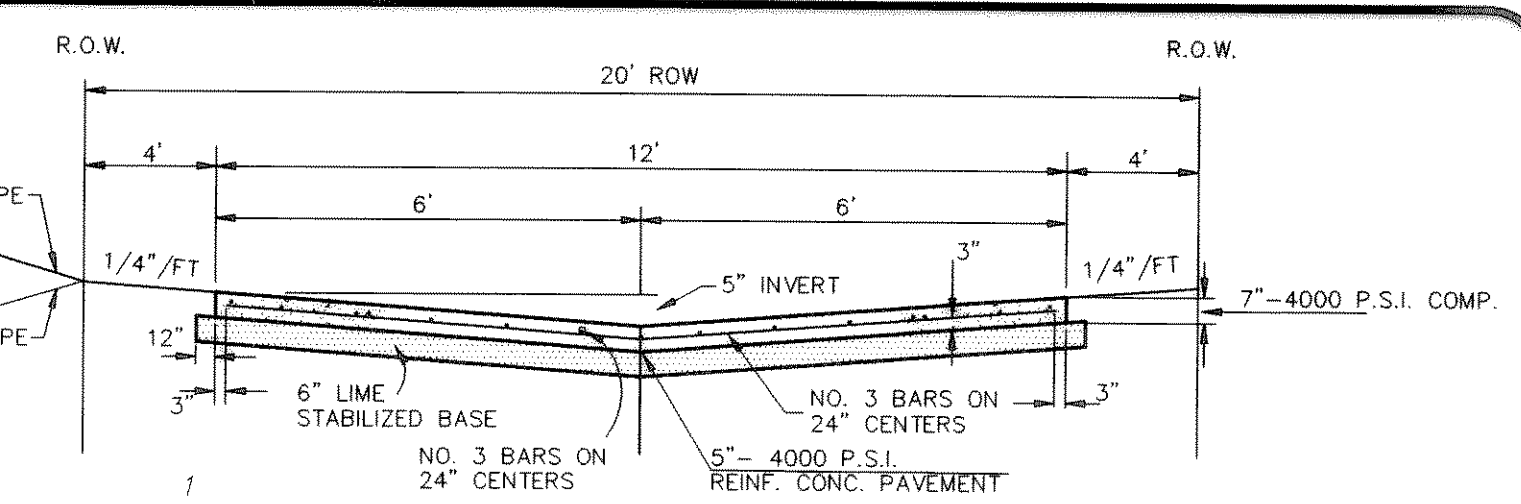 R.O.W.
R.O.W.
20' ROW
4'
12'
4'
PE
6'
6'
1/4"/FT
3"
1/4"/FT
5" INVERT
7"-4000 P.S.I. COMP.
PE
12"
3"
6" LIME
STABILIZED BASE
NO. 3 BARS ON
24" CENTERS
3"
NO. 3 BARS ON
24" CENTERS
5"- 4000 P.S.I.
REINF. CONC. PAVEMENT
1